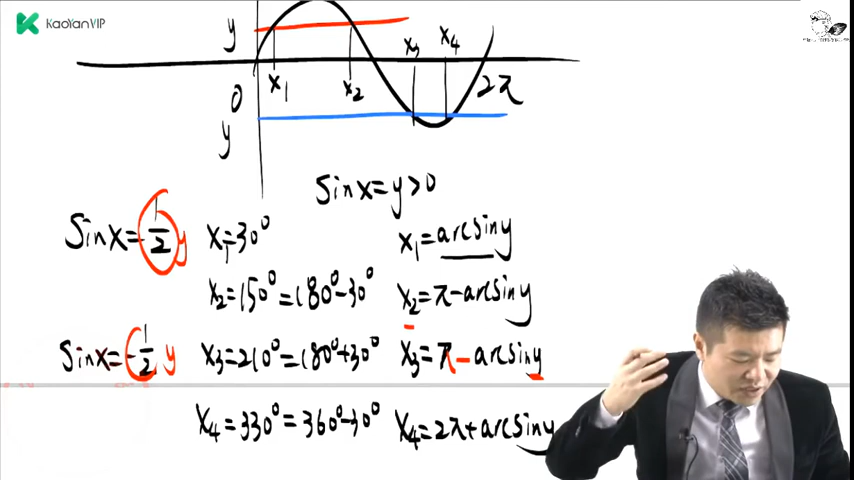 KaoYanVIP
y
x₃ x₄
x₁ x₂ 2π
0
y
sinx=y>0
sinx=½ y x₁=30° x₁=arcsiny
x₂=150°=180°-30° x₂=π-arcsiny
sinx=-½ y x₃=210°=180°+30° x₃=π-arcsiny
x₄=330°=360°-30° x₄=2π+arcsiny